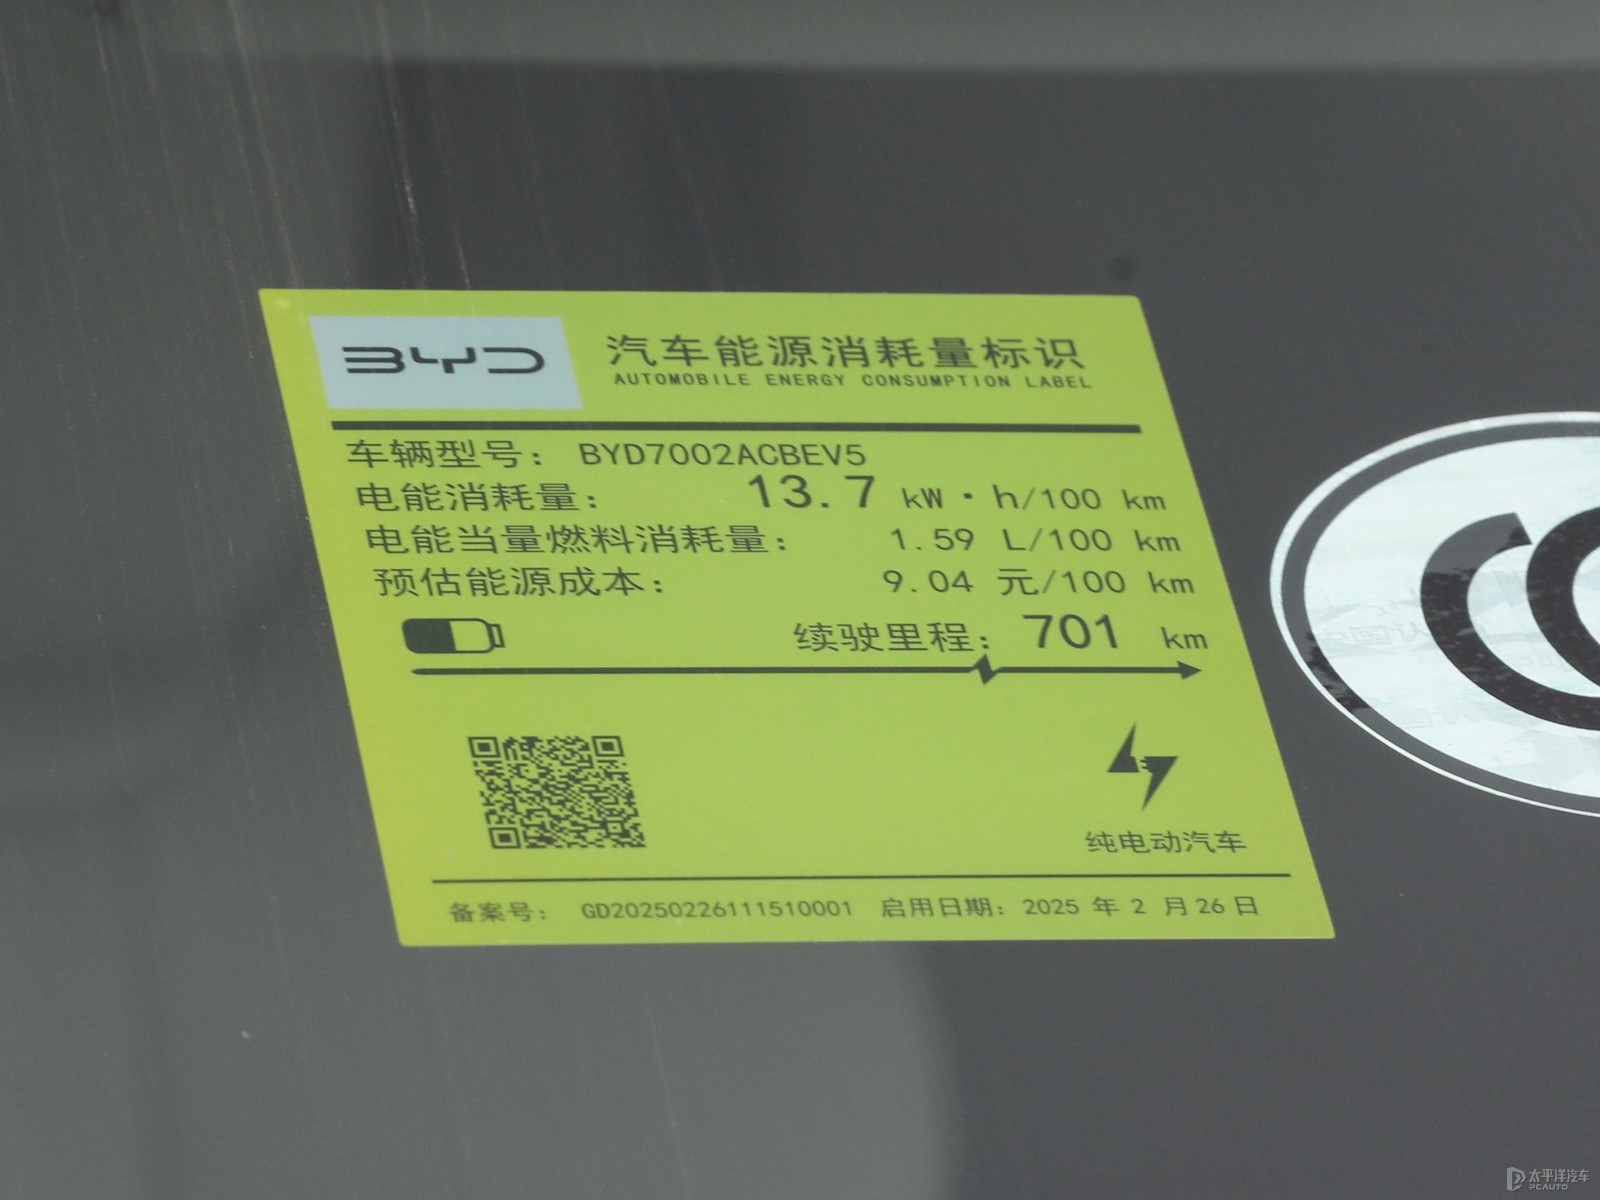 BYD
汽车能源消耗量标识
AUTOMOBILE ENERGY CONSUMPTION LABEL
车辆型号： BYD7002ACBEV5
电能消耗量： 13.7 kW·h/100 km
电能当量燃料消耗量： 1.59 L/100 km
预估能源成本： 9.04 元/100 km
续驶里程： 701 km
纯电动汽车
备案号： GD20250226111510001 启用日期： 2025 年 2 月 26 日
太平洋汽车
PCAUTO